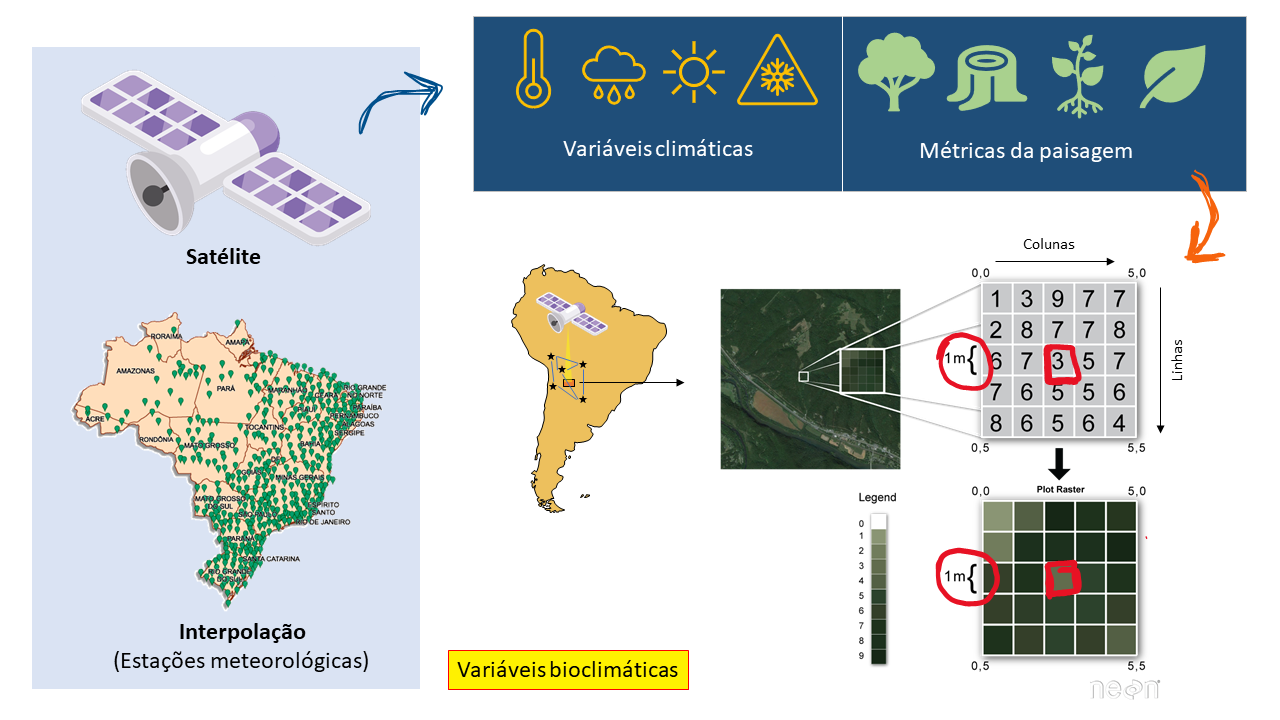 Satélite
RORAIMA
AMAPÁ
AMAZONAS
PARÁ
MARANHÃO
CEARÁ
RIO GRANDE
DO NORTE
PARAÍBA
PIAUÍ
PERNAMBUCO
ALAGOAS
SERGIPE
ACRE
TOCANTINS
RONDÔNIA
MATO GROSSO
BAHIA
DF
GOIÁS
MINAS GERAIS
MATO GROSSO
DO SUL
ESPÍRITO
SANTO
SÃO PAULO
RIO DE JANEIRO
PARANÁ
SANTA CATARINA
RIO GRANDE
DO SUL
Interpolação
(Estações meteorológicas)
Variáveis climáticas
Métricas da paisagem
Colunas
0,0 5,0
1 3 9 7 7
2 8 7 7 8
1m{ 6 7 3 5 7
7 6 5 5 6
8 6 5 6 4
Linhas
0,5 5,5
Plot Raster
0,0 5,0
1m{
0,5 5,5
Legend
0
1
2
3
4
5
6
7
8
9
Variáveis bioclimáticas
neon